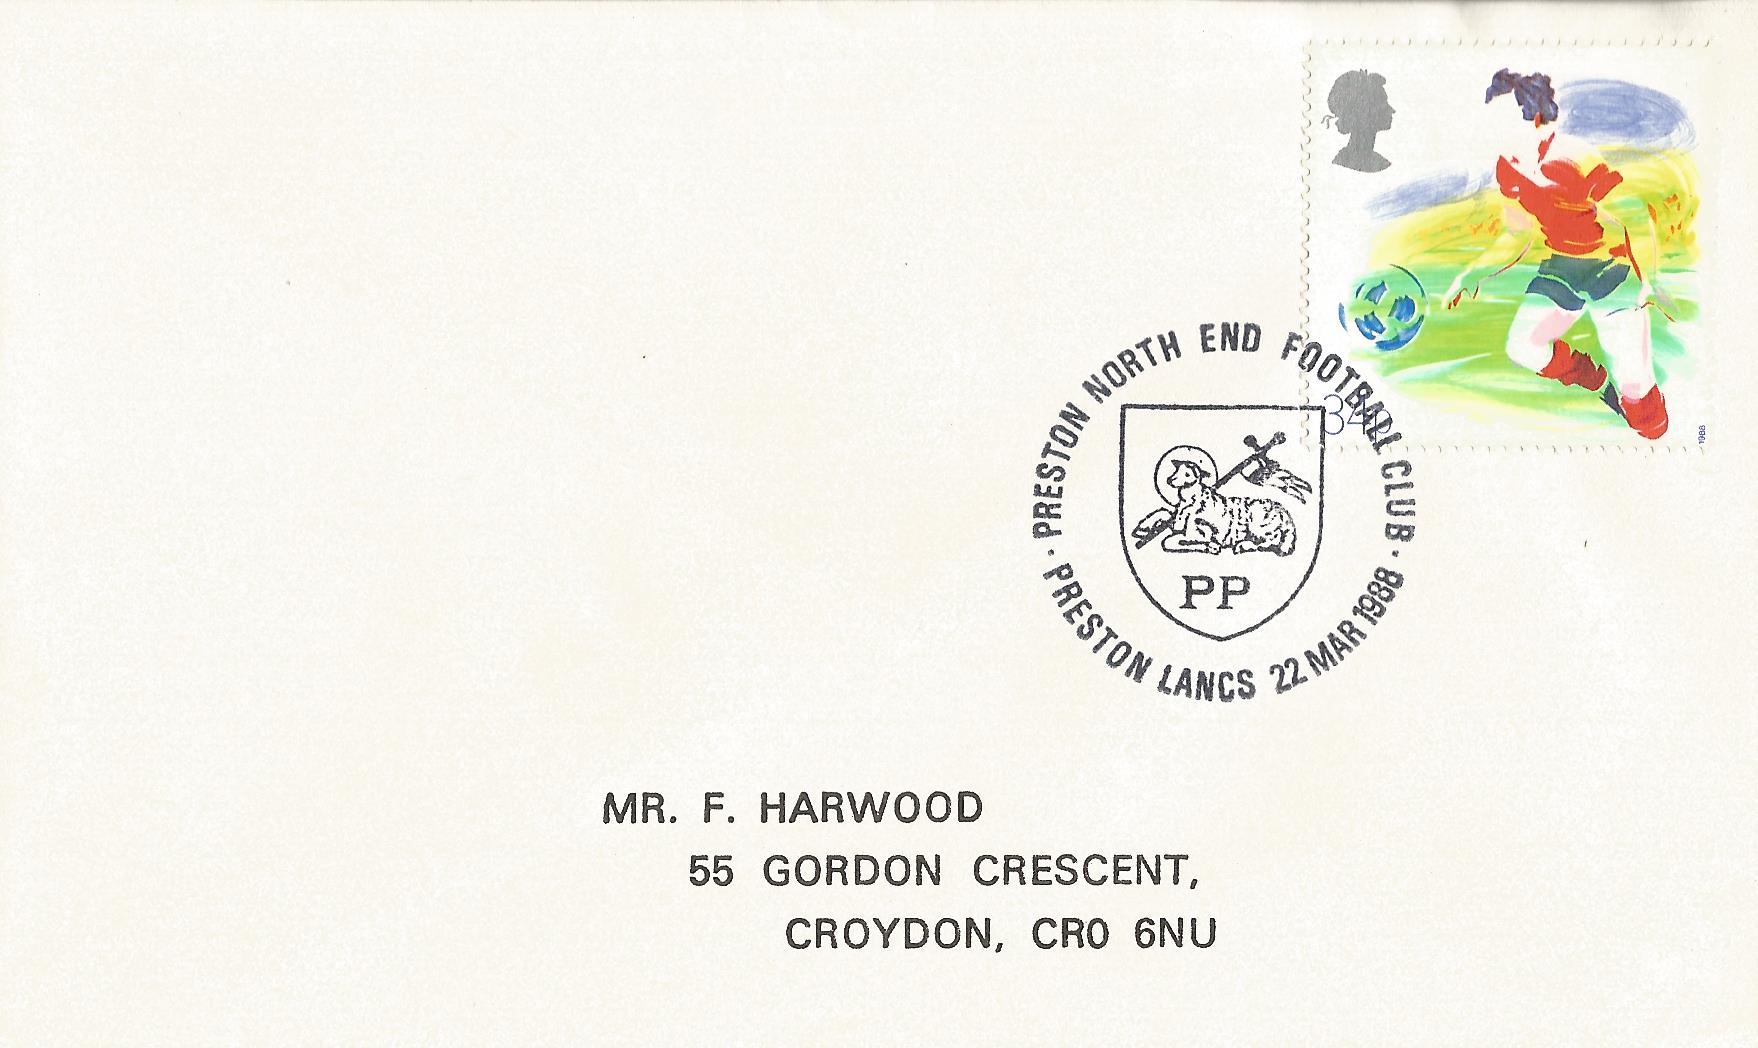 34p
1988
· PRESTON NORTH END FOOTBALL CLUB ·
PP
PRESTON LANCS 22 MAR 1988
MR. F. HARWOOD
55 GORDON CRESCENT,
CROYDON, CR0 6NU